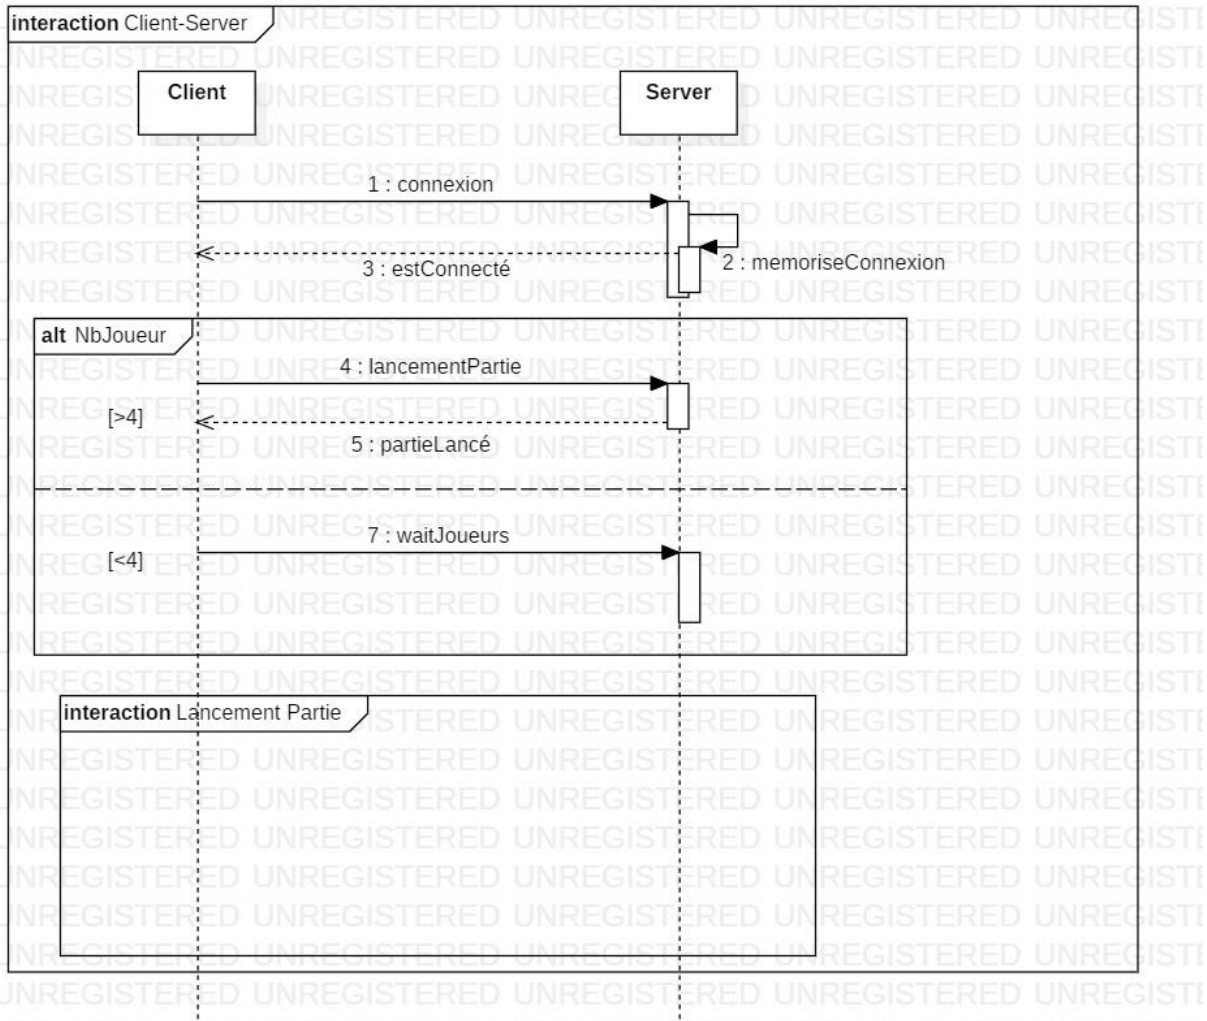 interaction Client-Server
Client
Server
1 : connexion
2 : memoriseConnexion
3 : estConnecté
alt NbJoueur
4 : lancementPartie
[>4]
5 : partieLancé
7 : waitJoueurs
[<4]
interaction Lancement Partie
UNREGISTERED